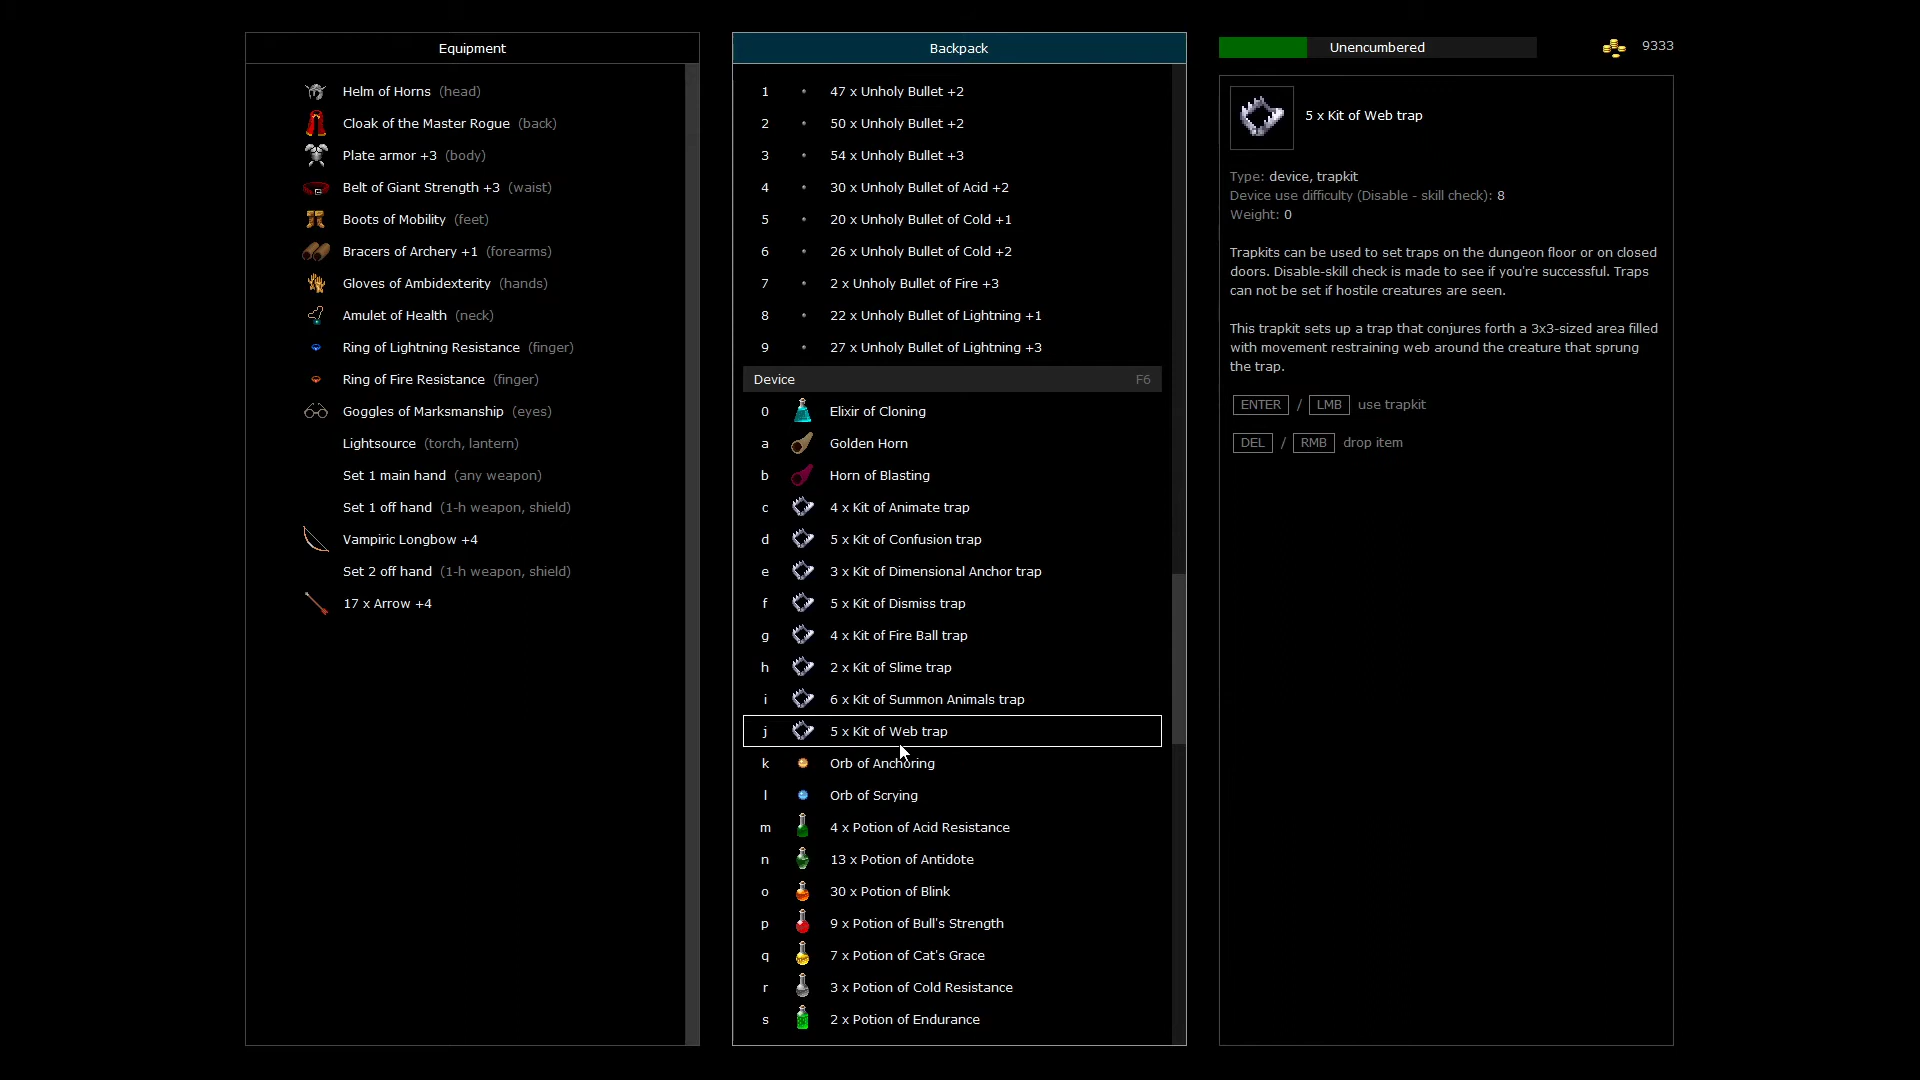 Equipment
Helm of Horns (head)
Cloak of the Master Rogue (back)
Plate armor +3 (body)
Belt of Giant Strength +3 (waist)
Boots of Mobility (feet)
Bracers of Archery +1 (forearms)
Gloves of Ambidexterity (hands)
Amulet of Health (neck)
Ring of Lightning Resistance (finger)
Ring of Fire Resistance (finger)
Goggles of Marksmanship (eyes)
Lightsource (torch, lantern)
Set 1 main hand (any weapon)
Set 1 off hand (1-h weapon, shield)
Vampiric Longbow +4
Set 2 off hand (1-h weapon, shield)
17 x Arrow +4
Backpack
1 47 x Unholy Bullet +2
2 50 x Unholy Bullet +2
3 54 x Unholy Bullet +3
4 30 x Unholy Bullet of Acid +2
5 20 x Unholy Bullet of Cold +1
6 26 x Unholy Bullet of Cold +2
7 2 x Unholy Bullet of Fire +3
8 22 x Unholy Bullet of Lightning +1
9 27 x Unholy Bullet of Lightning +3
Device F6
0 Elixir of Cloning
a Golden Horn
b Horn of Blasting
c 4 x Kit of Animate trap
d 5 x Kit of Confusion trap
e 3 x Kit of Dimensional Anchor trap
f 5 x Kit of Dismiss trap
g 4 x Kit of Fire Ball trap
h 2 x Kit of Slime trap
i 6 x Kit of Summon Animals trap
j 5 x Kit of Web trap
k Orb of Anchoring
l Orb of Scrying
m 4 x Potion of Acid Resistance
n 13 x Potion of Antidote
o 30 x Potion of Blink
p 9 x Potion of Bull's Strength
q 7 x Potion of Cat's Grace
r 3 x Potion of Cold Resistance
s 2 x Potion of Endurance
Unencumbered 9333
5 x Kit of Web trap
Type: device, trapkit
Device use difficulty (Disable - skill check): 8
Weight: 0
Trapkits can be used to set traps on the dungeon floor or on closed
doors. Disable-skill check is made to see if you're successful. Traps
can not be set if hostile creatures are seen.
This trapkit sets up a trap that conjures forth a 3x3-sized area filled
with movement restraining web around the creature that sprung
the trap.
ENTER / LMB use trapkit
DEL / RMB drop item